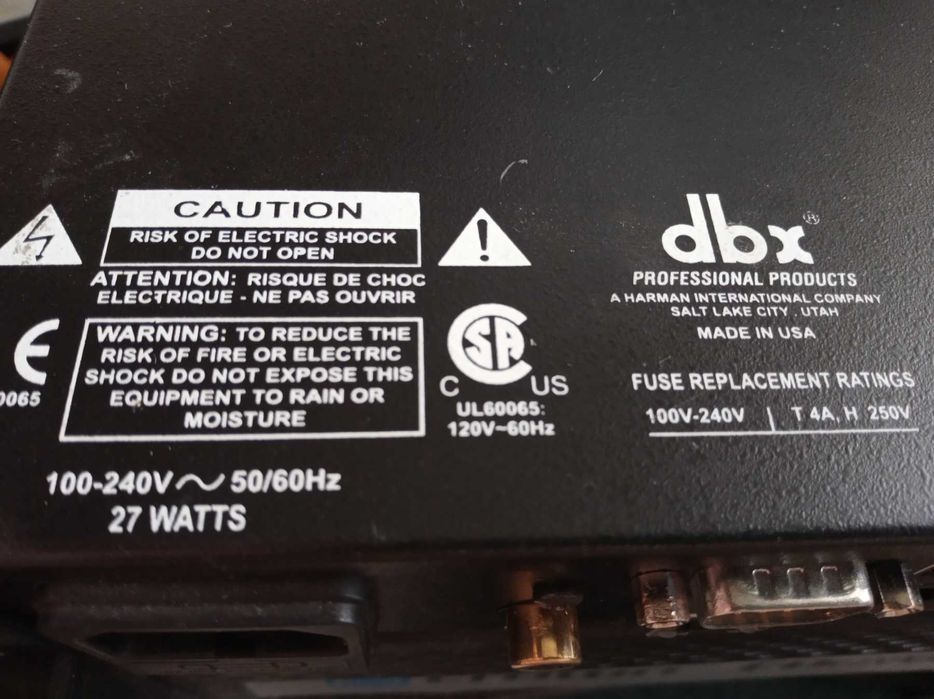 CAUTION
RISK OF ELECTRIC SHOCK
DO NOT OPEN
ATTENTION: RISQUE DE CHOC
ELECTRIQUE - NE PAS OUVRIR
WARNING: TO REDUCE THE
RISK OF FIRE OR ELECTRIC
SHOCK DO NOT EXPOSE THIS
EQUIPMENT TO RAIN OR
MOISTURE
CE
0065
100-240V~50/60Hz
27 WATTS
!
SA
C US
UL60065:
120V~60Hz
dbx®
PROFESSIONAL PRODUCTS
A HARMAN INTERNATIONAL COMPANY
SALT LAKE CITY . UTAH
MADE IN USA
FUSE REPLACEMENT RATINGS
100V-240V | T 4A, H 250V